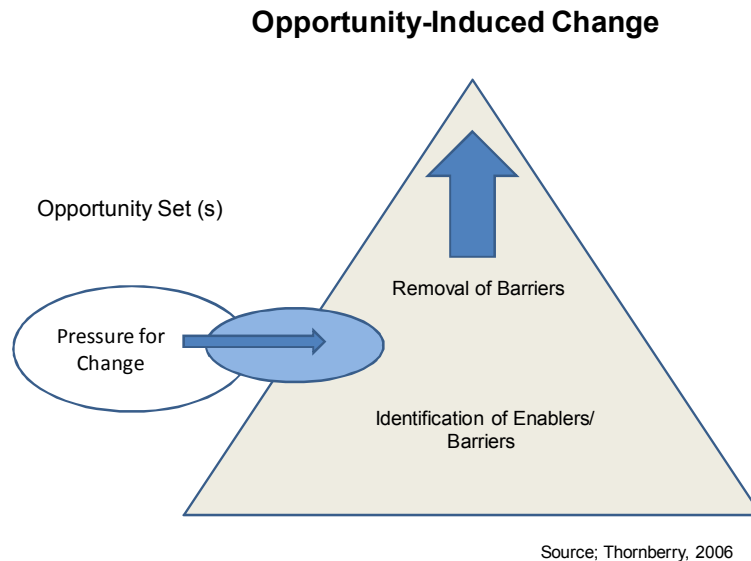 Opportunity-Induced Change
Opportunity Set (s)
Removal of Barriers
Pressure for
Change
Identification of Enablers/
Barriers
Source; Thornberry, 2006